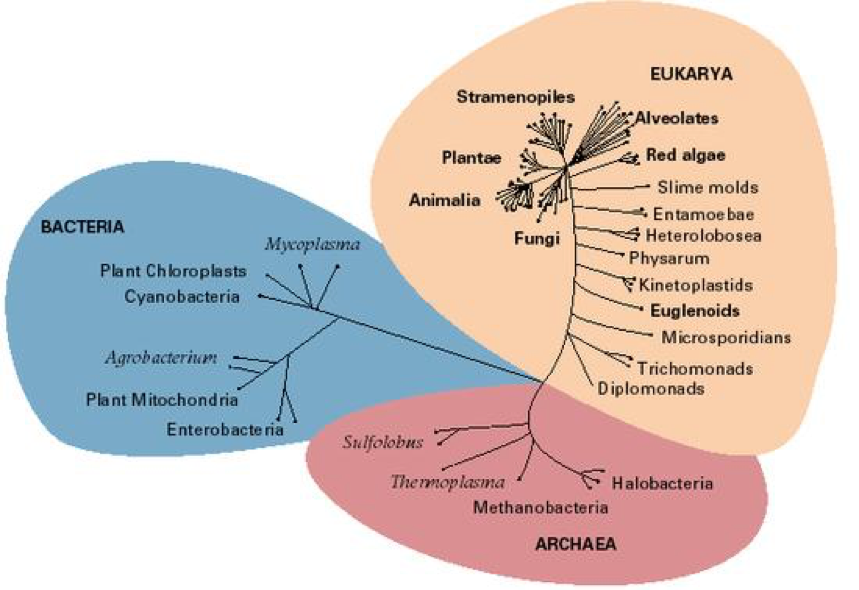 EUKARYA
Stramenopiles
Alveolates
Plantae
Red algae
Animalia
Slime molds
Entamoebae
Fungi
Heterolobosea
Physarum
Kinetoplastids
Euglenoids
Microsporidians
Trichomonads
Diplomonads
BACTERIA
Mycoplasma
Plant Chloroplasts
Cyanobacteria
Agrobacterium
Plant Mitochondria
Enterobacteria
Sulfolobus
Thermoplasma
Halobacteria
Methanobacteria
ARCHAEA